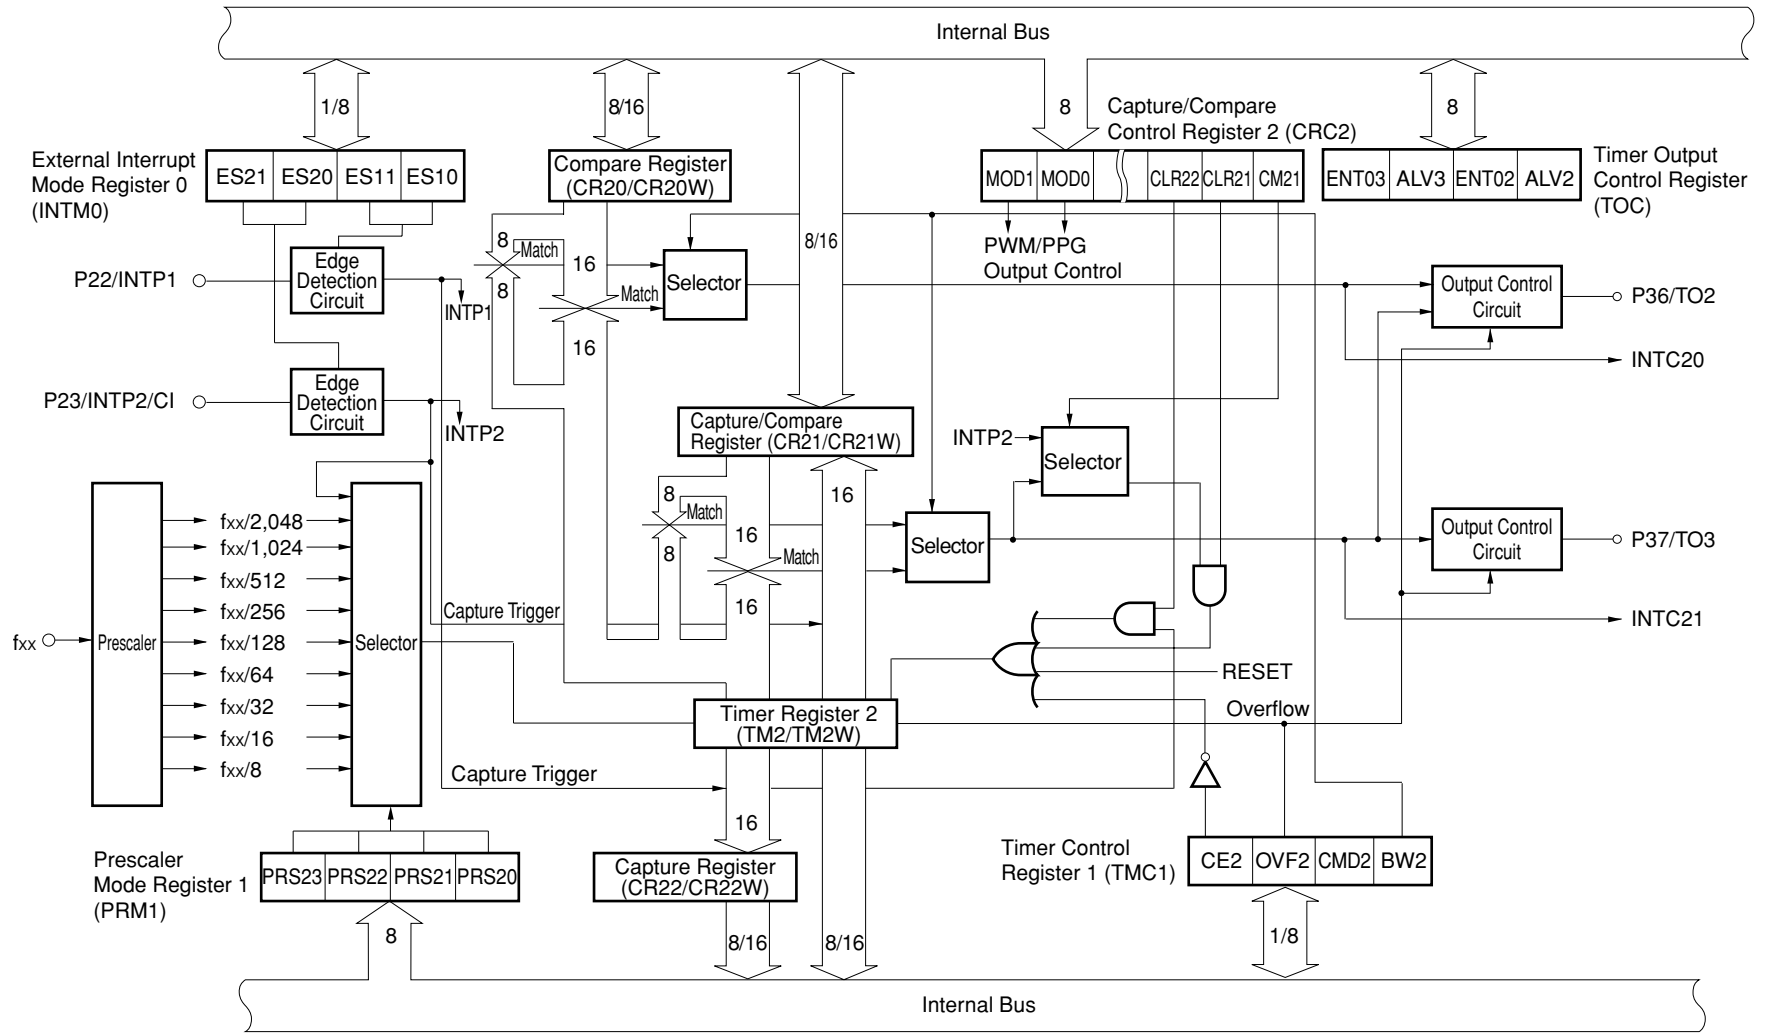 Internal Bus
1/8
8/16
8
Capture/Compare
Control Register 2 (CRC2)
8
External Interrupt
Mode Register 0
(INTM0)
ES21 ES20 ES11 ES10
Compare Register
(CR20/CR20W)
MOD1 MOD0 CLR22 CLR21 CM21
ENT03 ALV3 ENT02 ALV2
Timer Output
Control Register
(TOC)
8/16
PWM/PPG
Output Control
8
Match
16
8
Match
16
Selector
P22/INTP1
Edge
Detection
Circuit
INTP1
Output Control
Circuit
P36/TO2
INTC20
P23/INTP2/CI
Edge
Detection
Circuit
INTP2
Capture/Compare
Register (CR21/CR21W)
INTP2
Selector
8
Match
16
16
8
Match
16
Selector
Output Control
Circuit
P37/TO3
INTC21
fxx
Prescaler
fxx/2,048
fxx/1,024
fxx/512
fxx/256
fxx/128
fxx/64
fxx/32
fxx/16
fxx/8
Selector
Capture Trigger
RESET
Timer Register 2
(TM2/TM2W)
Overflow
Capture Trigger
16
Prescaler
Mode Register 1
(PRM1)
PRS23 PRS22 PRS21 PRS20
Capture Register
(CR22/CR22W)
Timer Control
Register 1 (TMC1)
CE2 OVF2 CMD2 BW2
8
8/16
8/16
1/8
Internal Bus